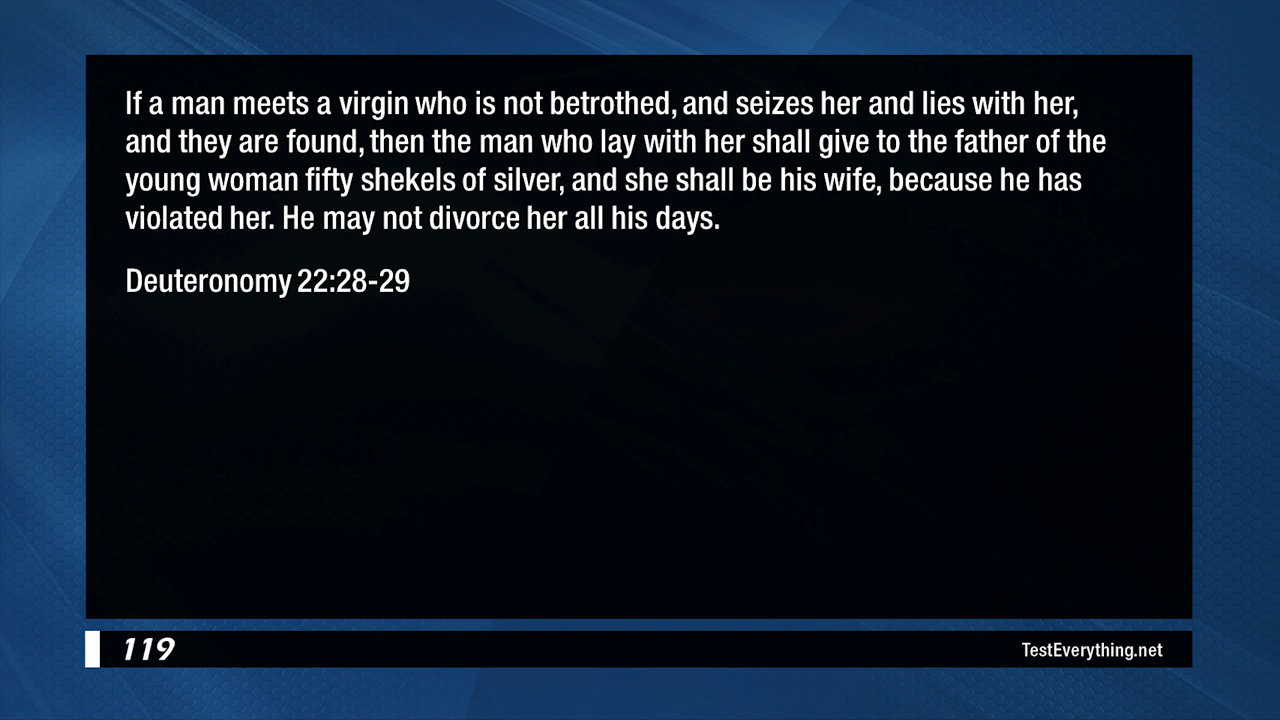 If a man meets a virgin who is not betrothed, and seizes her and lies with her,
and they are found, then the man who lay with her shall give to the father of the
young woman fifty shekels of silver, and she shall be his wife, because he has
violated her. He may not divorce her all his days.
Deuteronomy 22:28-29
119
TestEverything.net